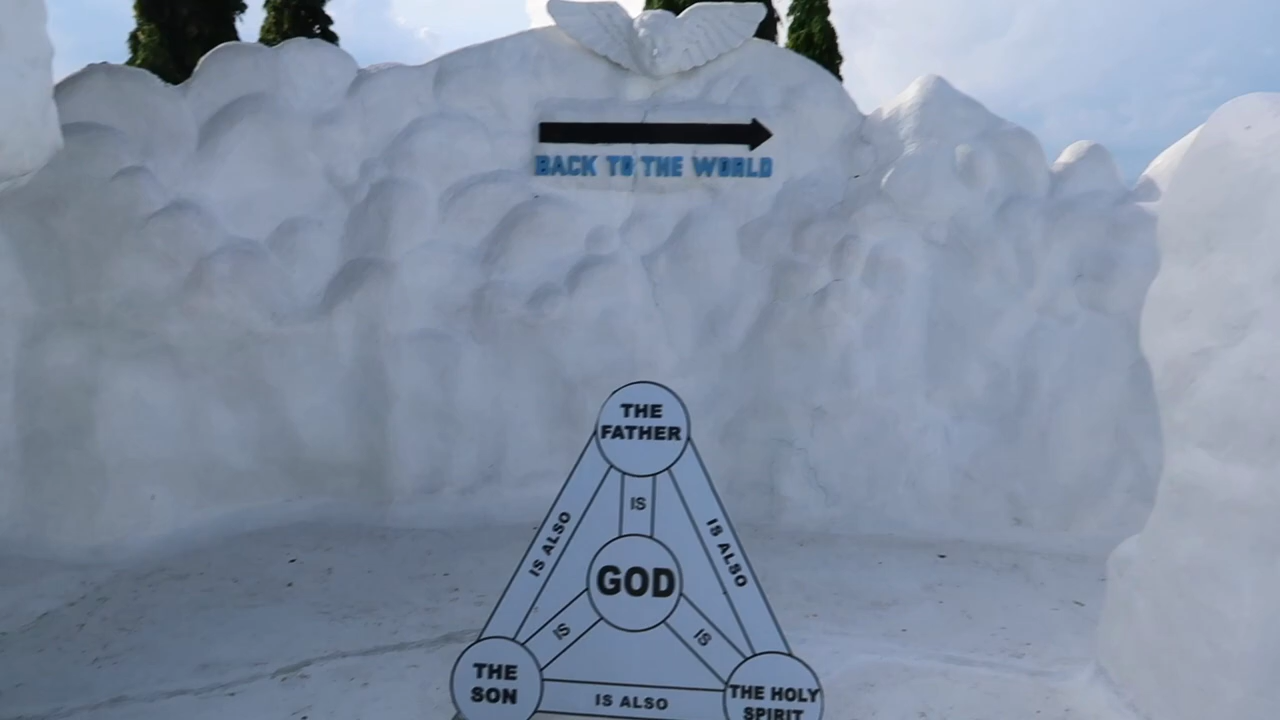 BACK TO THE WORLD
THE
FATHER
IS
IS ALSO
IS ALSO
GOD
IS
IS
THE
SON
IS ALSO
THE HOLY
SPIRIT